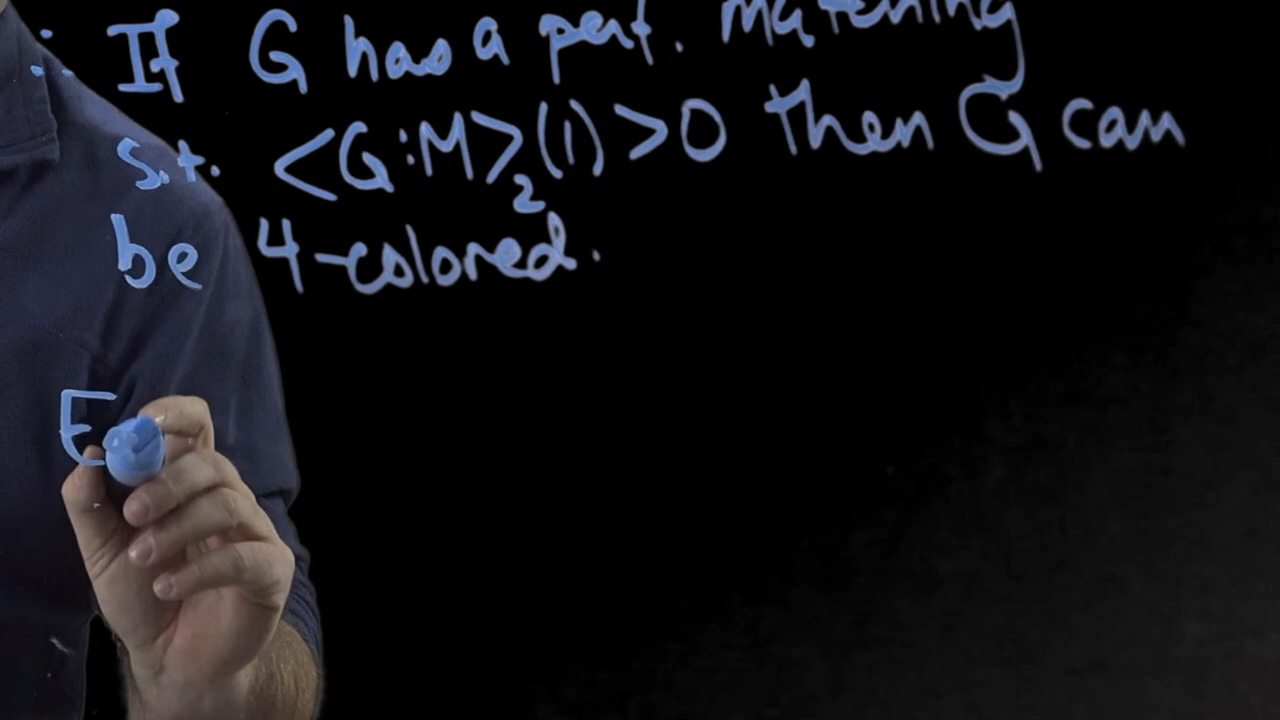 ∴ If G has a perf. matching
s.t. <G:M>₂(1) > 0 then G can
be 4-colored.
E